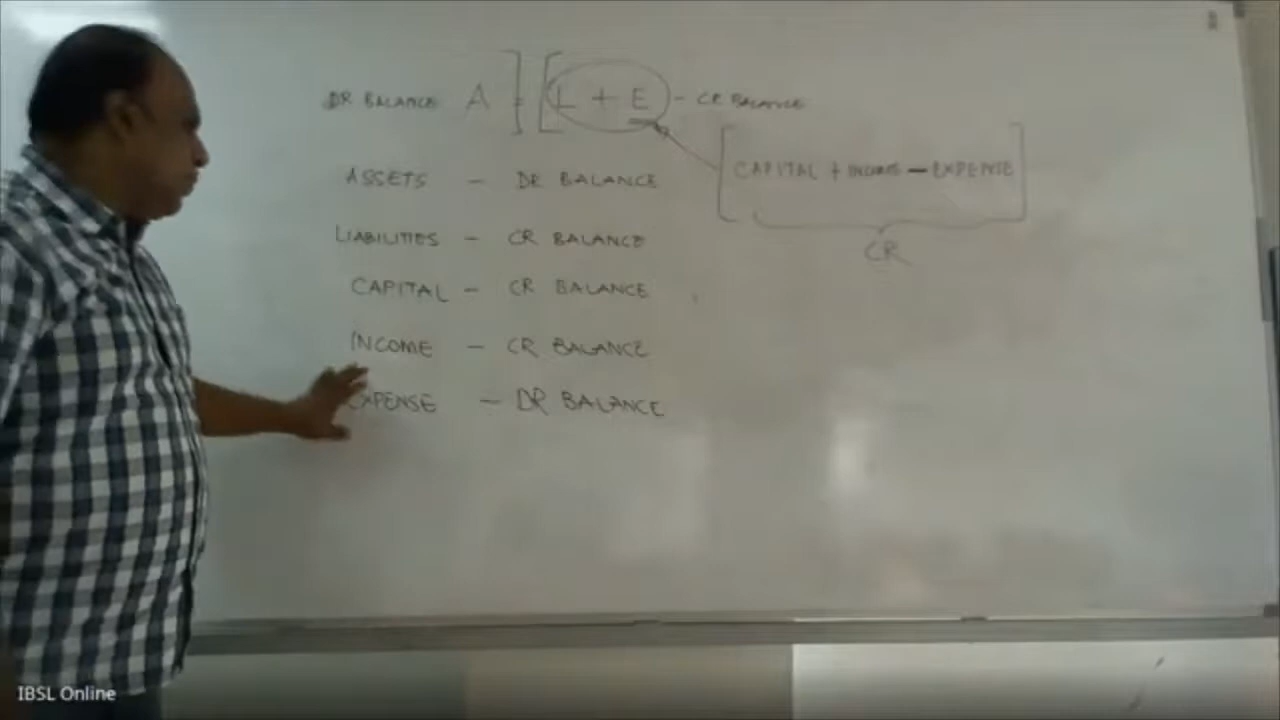 DR BALANCE A ] = [ L + E - CR BALANCE
[CAPITAL + INCOME - EXPENSE]
CR
ASSETS - DR BALANCE
LIABILITIES - CR BALANCE
CAPITAL - CR BALANCE
INCOME - CR BALANCE
EXPENSE - DR BALANCE
IBSL Online